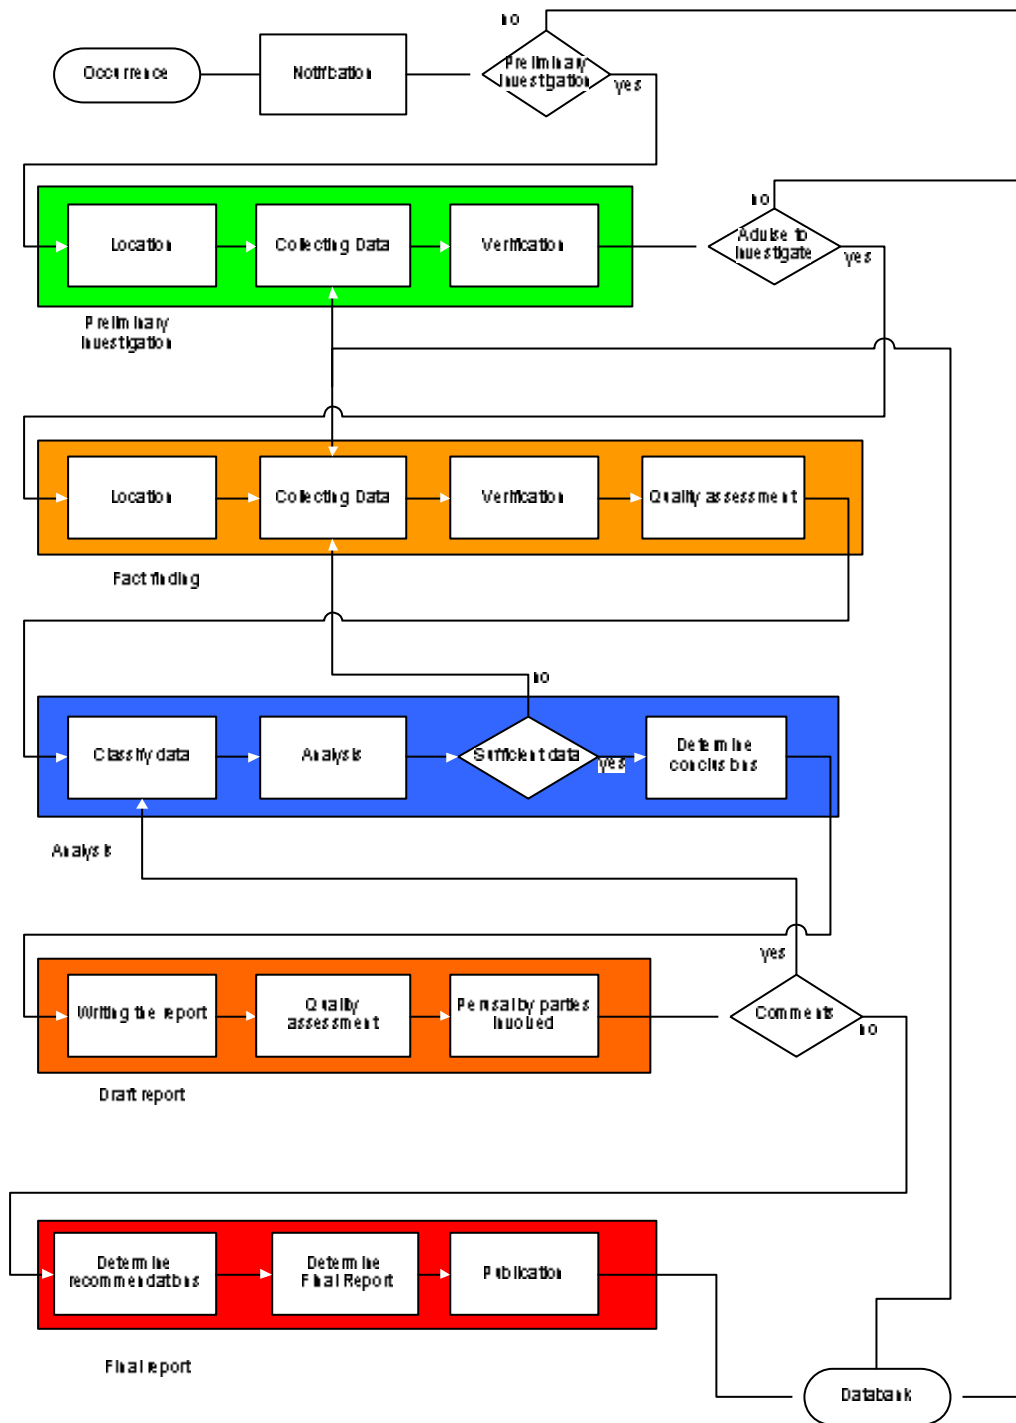 no
Occurrence
Notification
Preliminary
Investigation
yes
no
Location
Collecting Data
Verification
Advise to
investigate
yes
Preliminary
Investigation
Location
Collecting Data
Verification
Quality assessment
Fact finding
no
Classify data
Analysis
Sufficient data
yes
Determine
conclusions
Analysis
yes
Writing the report
Quality
assessment
Perusal by parties
involved
Comments
no
Draft report
Determine
recommendations
Determine
Final Report
Publication
Final report
Databank